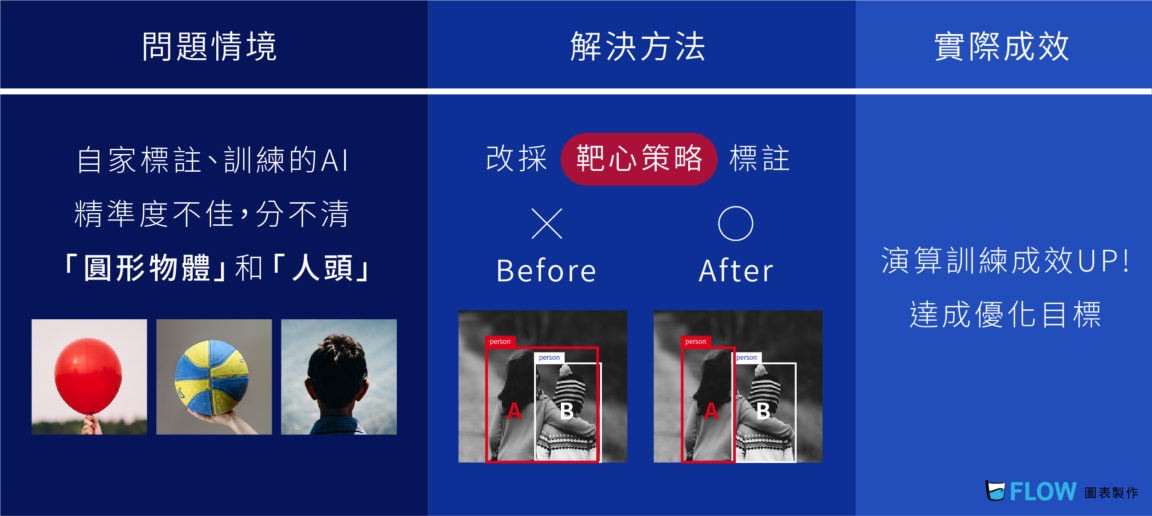 問題情境
解決方法
實際成效
自家標註、訓練的AI
精準度不佳,分不清
「圓形物體」和「人頭」
改採 靶心策略 標註
Before
After
person
person
A
B
person
person
A
B
演算訓練成效UP!
達成優化目標
FLOW 圖表製作